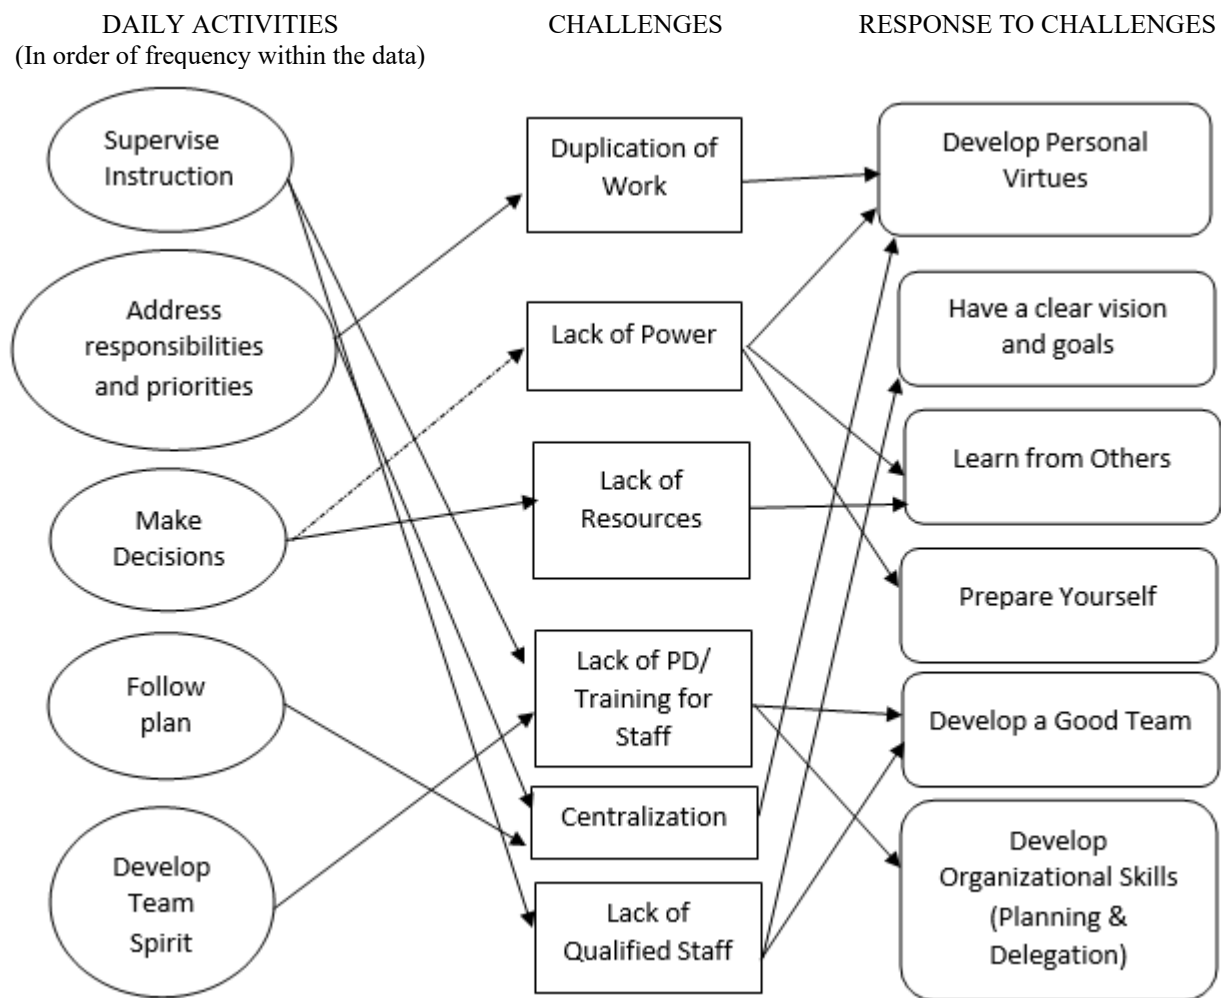 DAILY ACTIVITIES
(In order of frequency within the data)
CHALLENGES
RESPONSE TO CHALLENGES
Supervise
Instruction
Address
responsibilities
and priorities
Make
Decisions
Follow
plan
Develop
Team
Spirit
Duplication of
Work
Lack of Power
Lack of
Resources
Lack of PD/
Training for
Staff
Centralization
Lack of
Qualified Staff
Develop Personal
Virtues
Have a clear vision
and goals
Learn from Others
Prepare Yourself
Develop a Good Team
Develop
Organizational Skills
(Planning &
Delegation)